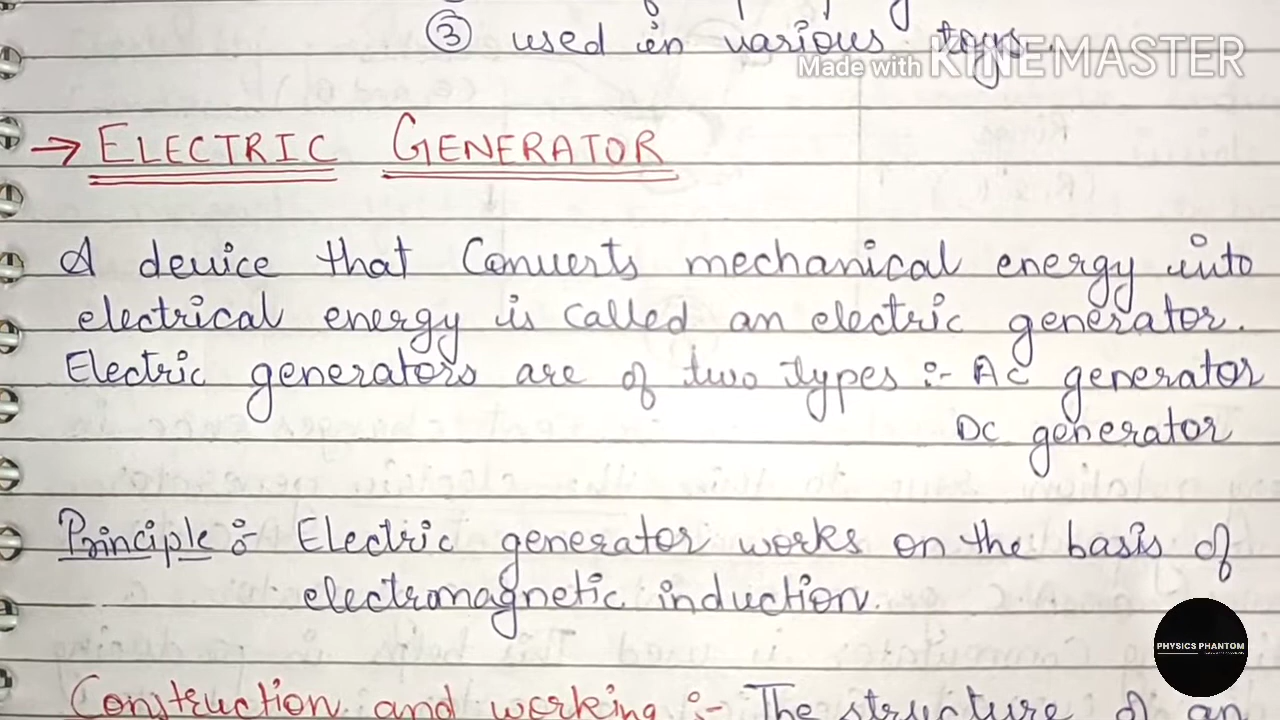 ③ used in various toys.
Made with KINEMASTER
→ ELECTRIC GENERATOR
A device that Converts mechanical energy into
electrical energy is called an electric generator.
Electric generators are of two types :- AC generator
DC generator
Principle :- Electric generator works on the basis of
electromagnetic induction.
PHYSICS PHANTOM
Construction and working :- The structure of an